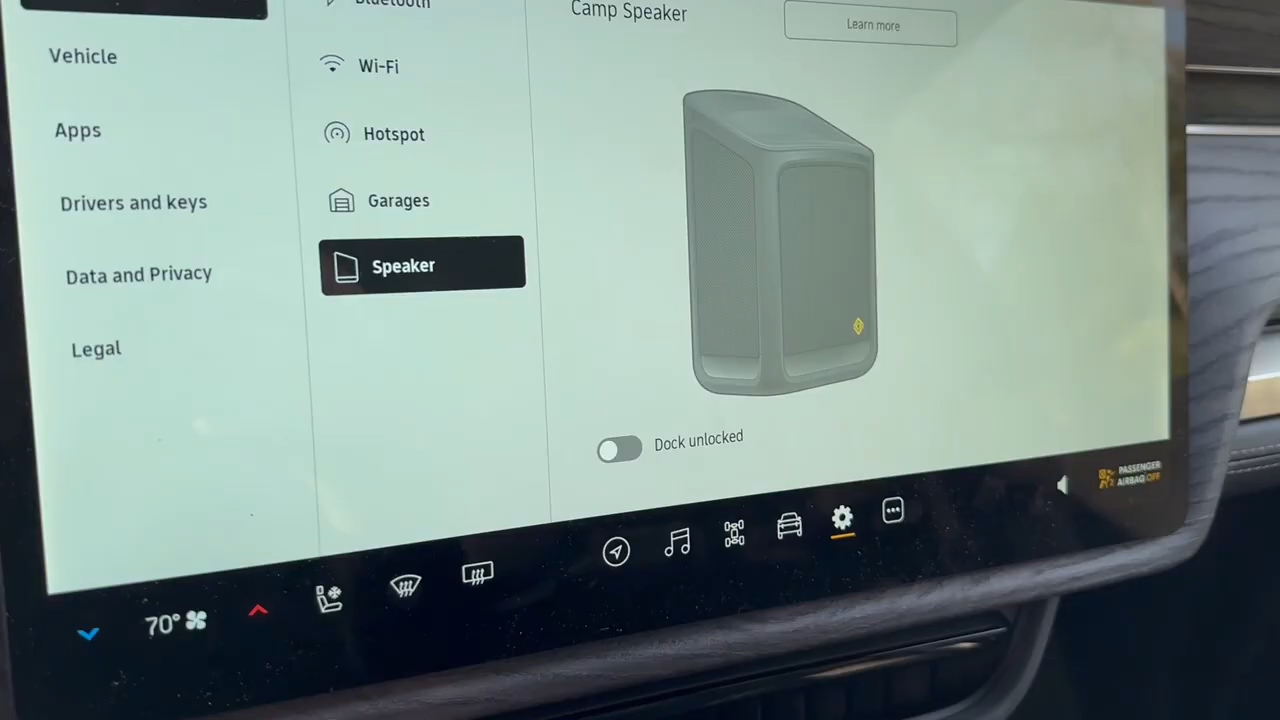 Vehicle
Apps
Drivers and keys
Data and Privacy
Legal
Bluetooth
Wi-Fi
Hotspot
Garages
Speaker
Camp Speaker
Learn more
Dock unlocked
70°
PASSENGER
AIRBAG OFF